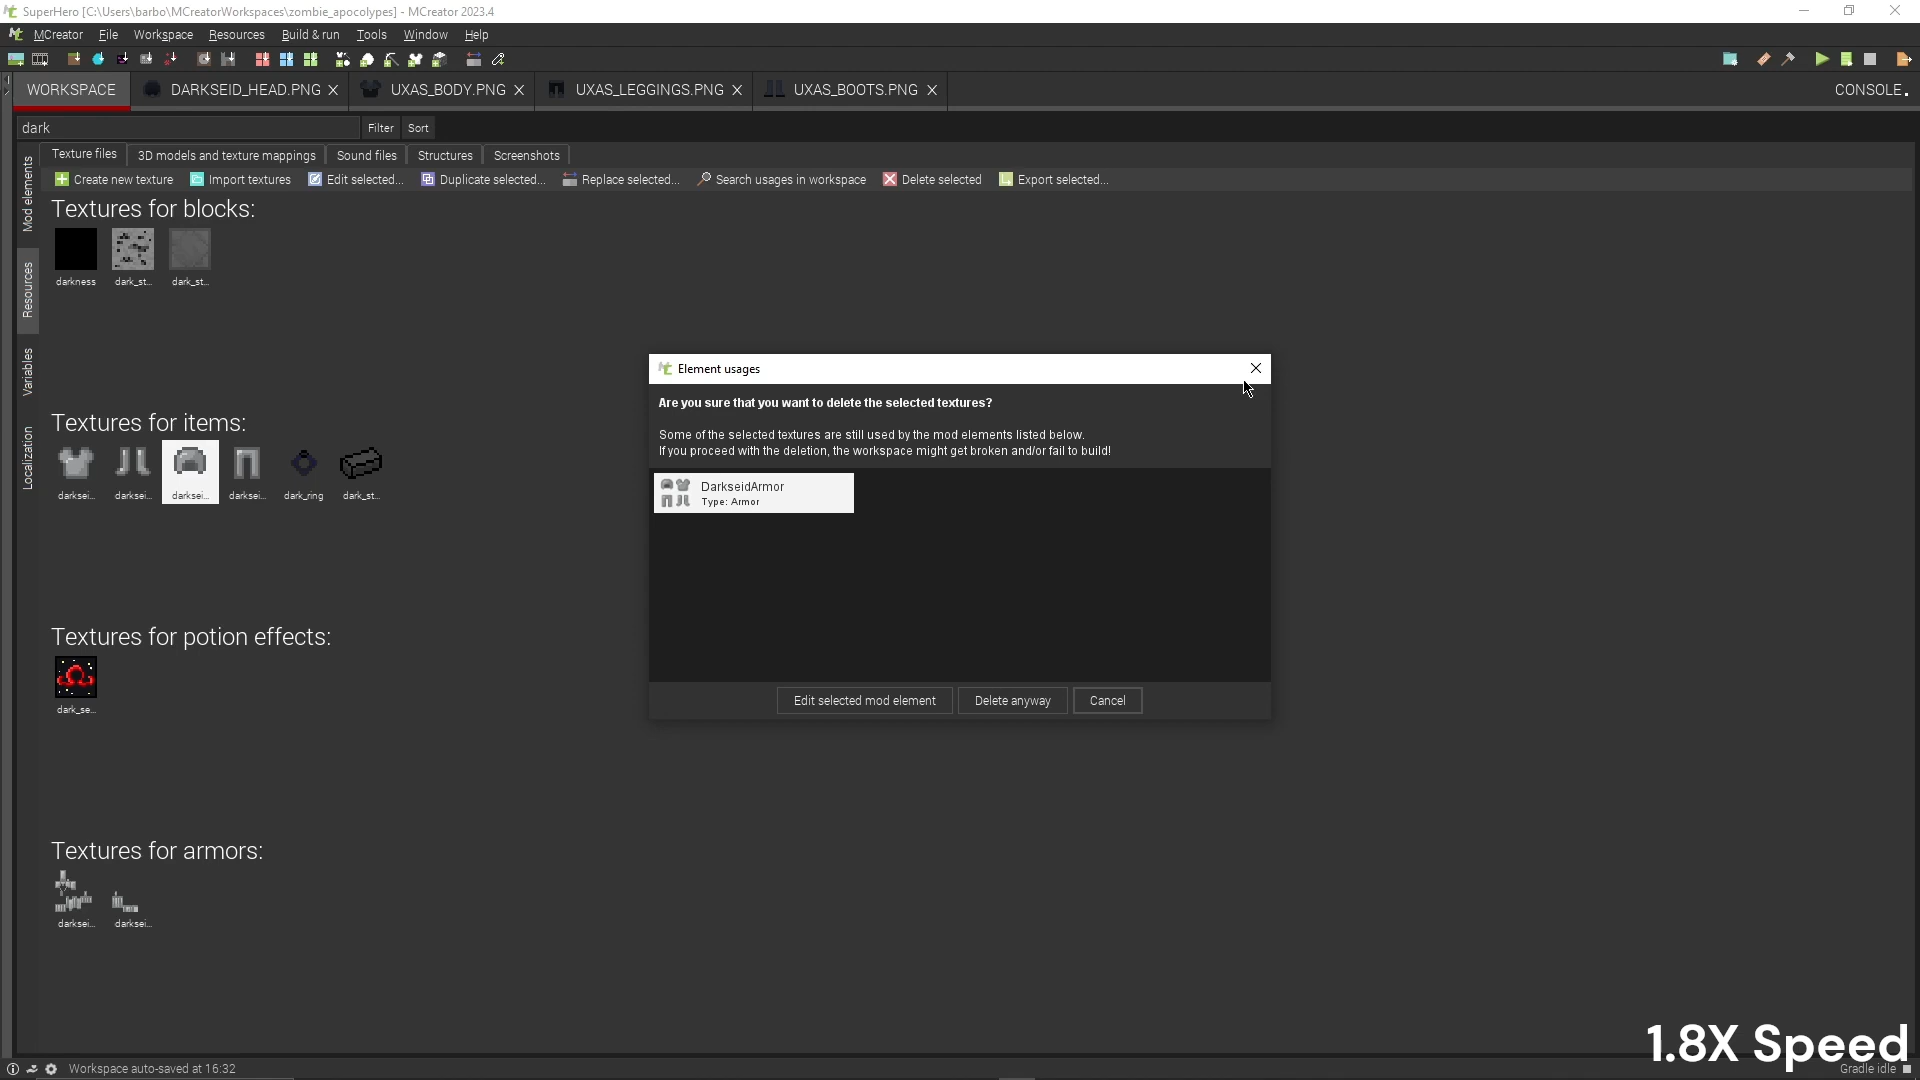 SuperHero [C:\Users\barbo\MCreatorWorkspaces\zombie_apocolypes] - MCreator 2023.4
MCreator File Workspace Resources Build & run Tools Window Help
WORKSPACE DARKSEID_HEAD.PNG UXAS_BODY.PNG UXAS_LEGGINGS.PNG UXAS_BOOTS.PNG CONSOLE
dark Filter Sort
Texture files 3D models and texture mappings Sound files Structures Screenshots
Create new texture Import textures Edit selected... Duplicate selected... Replace selected... Search usages in workspace Delete selected Export selected...
Mod elements
Resources
Variables
Localization
Textures for blocks:
darkness dark_st... dark_st...
Textures for items:
darksei... darksei... darksei... darksei... dark_ring dark_st...
Textures for potion effects:
dark_se...
Textures for armors:
darksei... darksei...
Element usages
Are you sure that you want to delete the selected textures?
Some of the selected textures are still used by the mod elements listed below.
If you proceed with the deletion, the workspace might get broken and/or fail to build!
DarkseidArmor
Type: Armor
Edit selected mod element Delete anyway Cancel
1.8X Speed
Workspace auto-saved at 16:32 Gradle idle